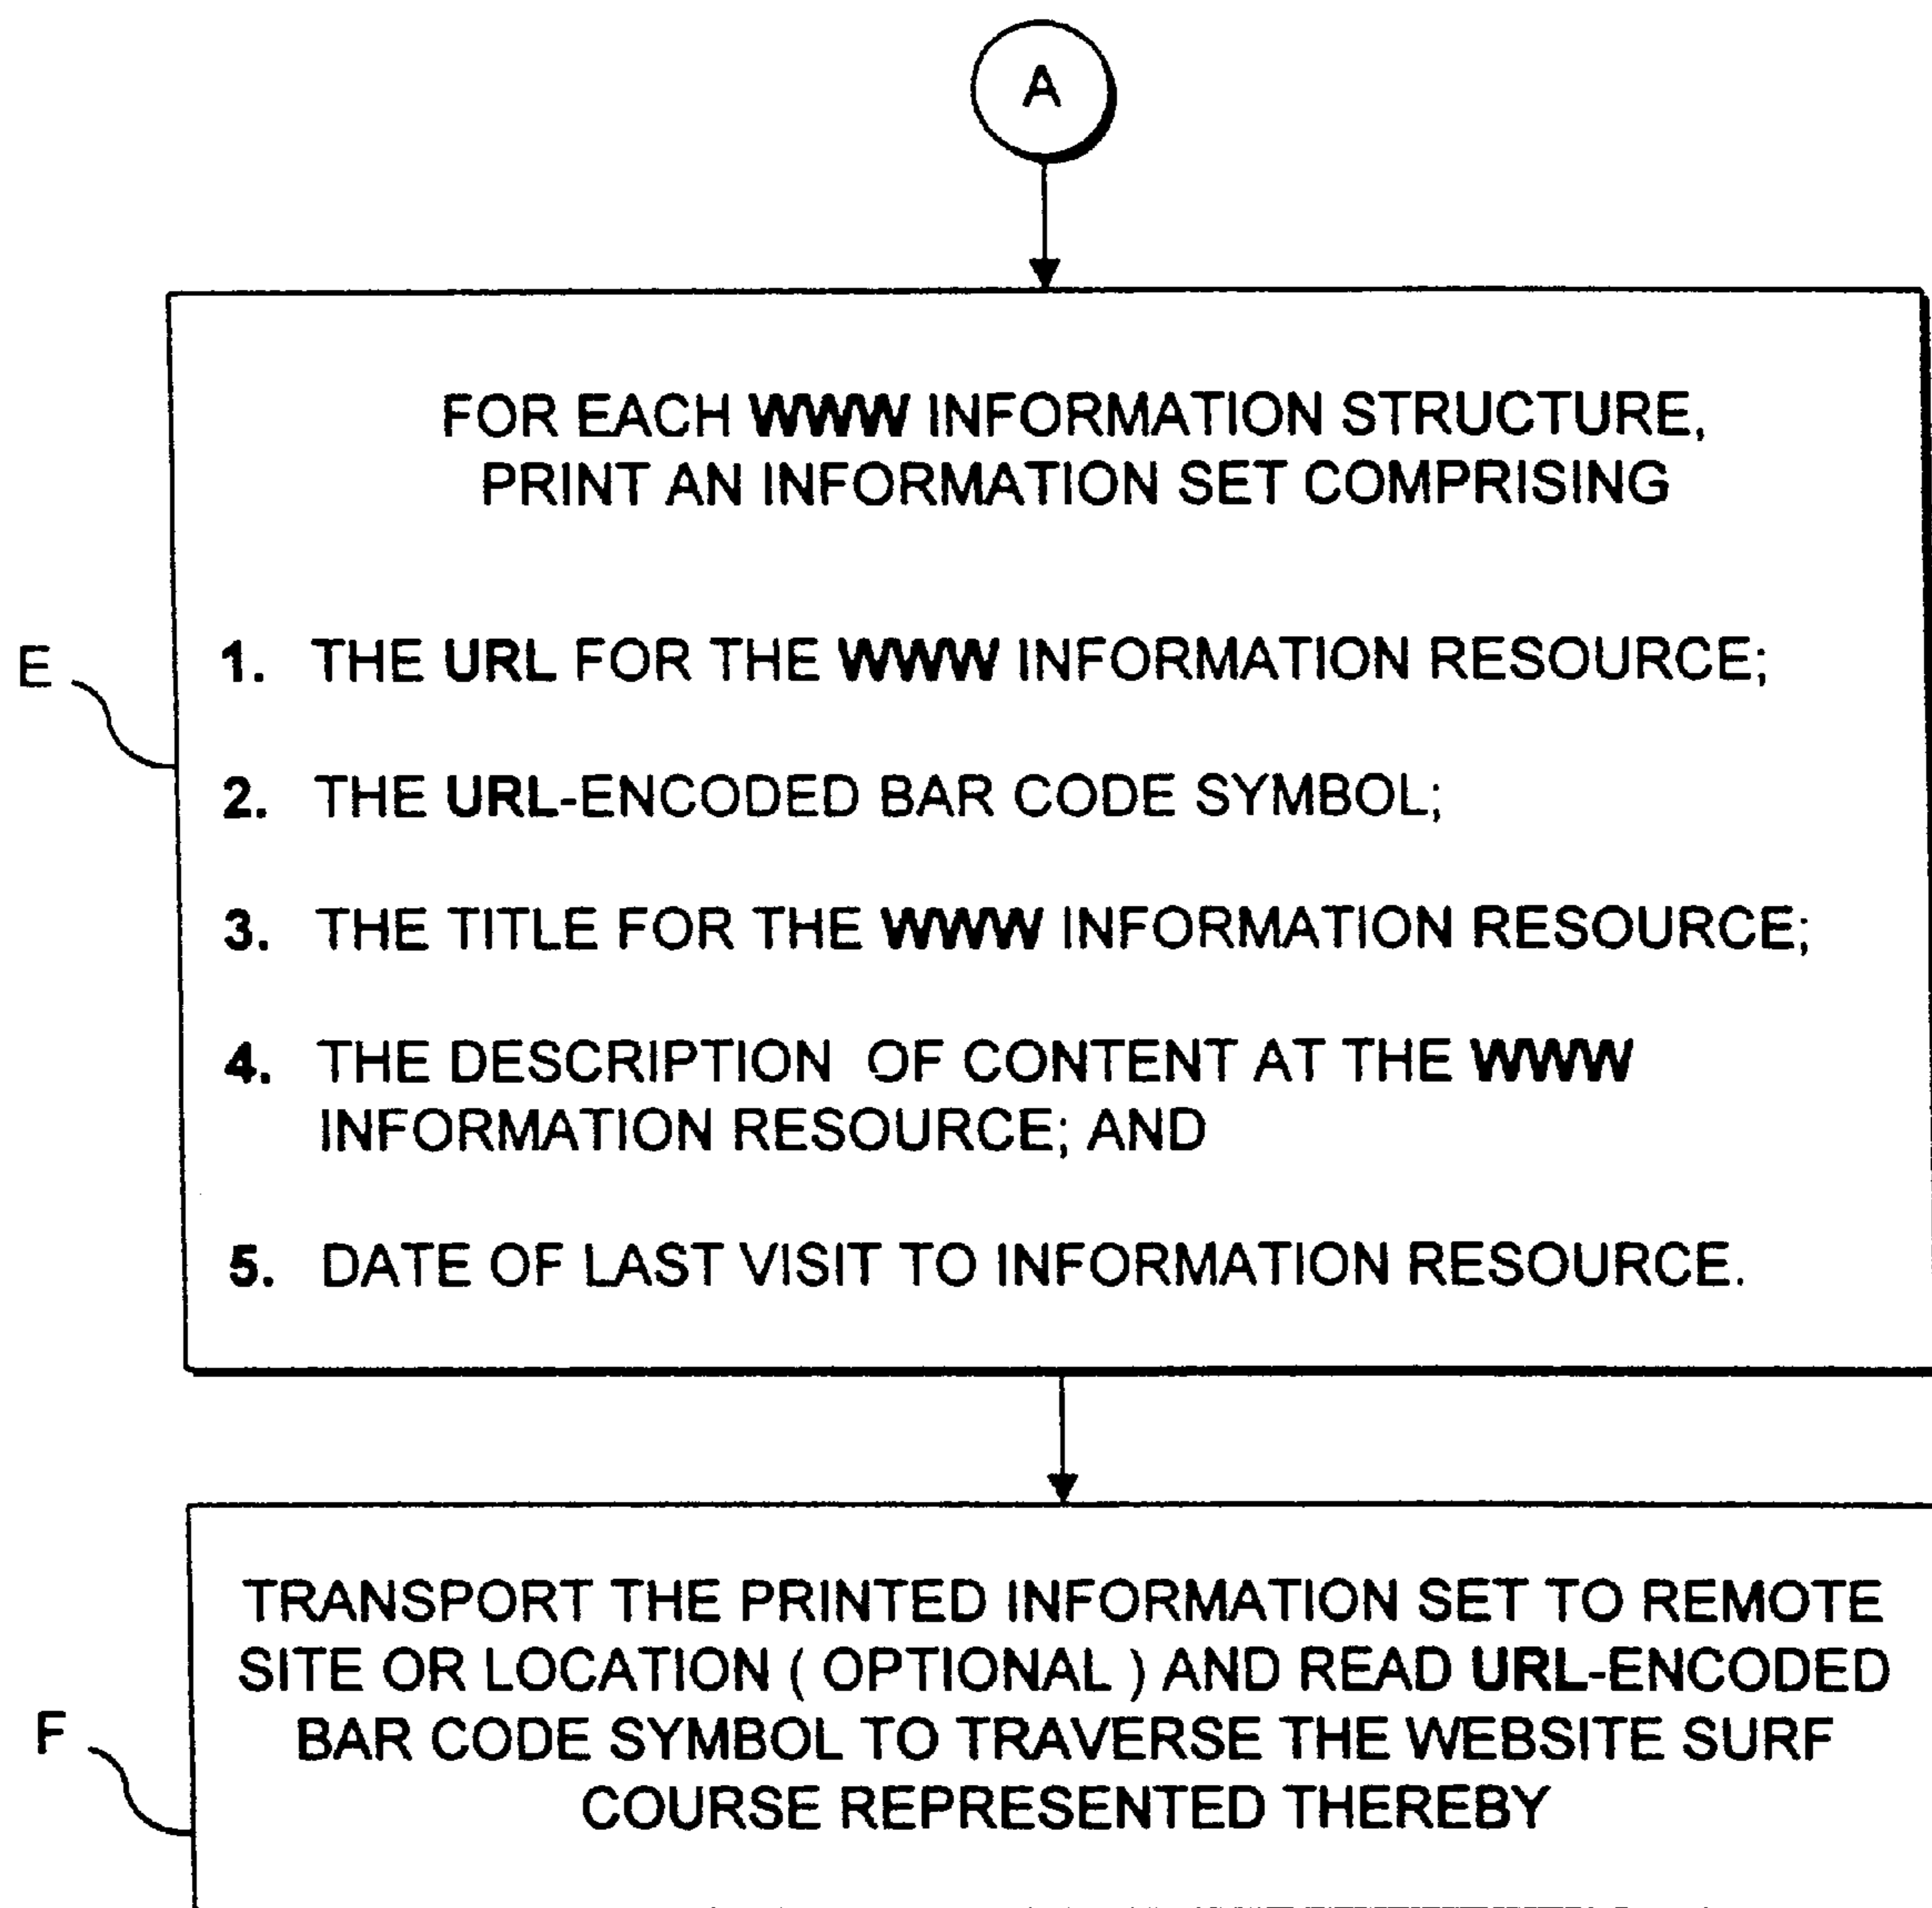 A
FOR EACH WWW INFORMATION STRUCTURE,
PRINT AN INFORMATION SET COMPRISING
E
1. THE URL FOR THE WWW INFORMATION RESOURCE;
2. THE URL-ENCODED BAR CODE SYMBOL;
3. THE TITLE FOR THE WWW INFORMATION RESOURCE;
4. THE DESCRIPTION OF CONTENT AT THE WWW
INFORMATION RESOURCE; AND
5. DATE OF LAST VISIT TO INFORMATION RESOURCE.
TRANSPORT THE PRINTED INFORMATION SET TO REMOTE
SITE OR LOCATION ( OPTIONAL ) AND READ URL-ENCODED
F
BAR CODE SYMBOL TO TRAVERSE THE WEBSITE SURF
COURSE REPRESENTED THEREBY